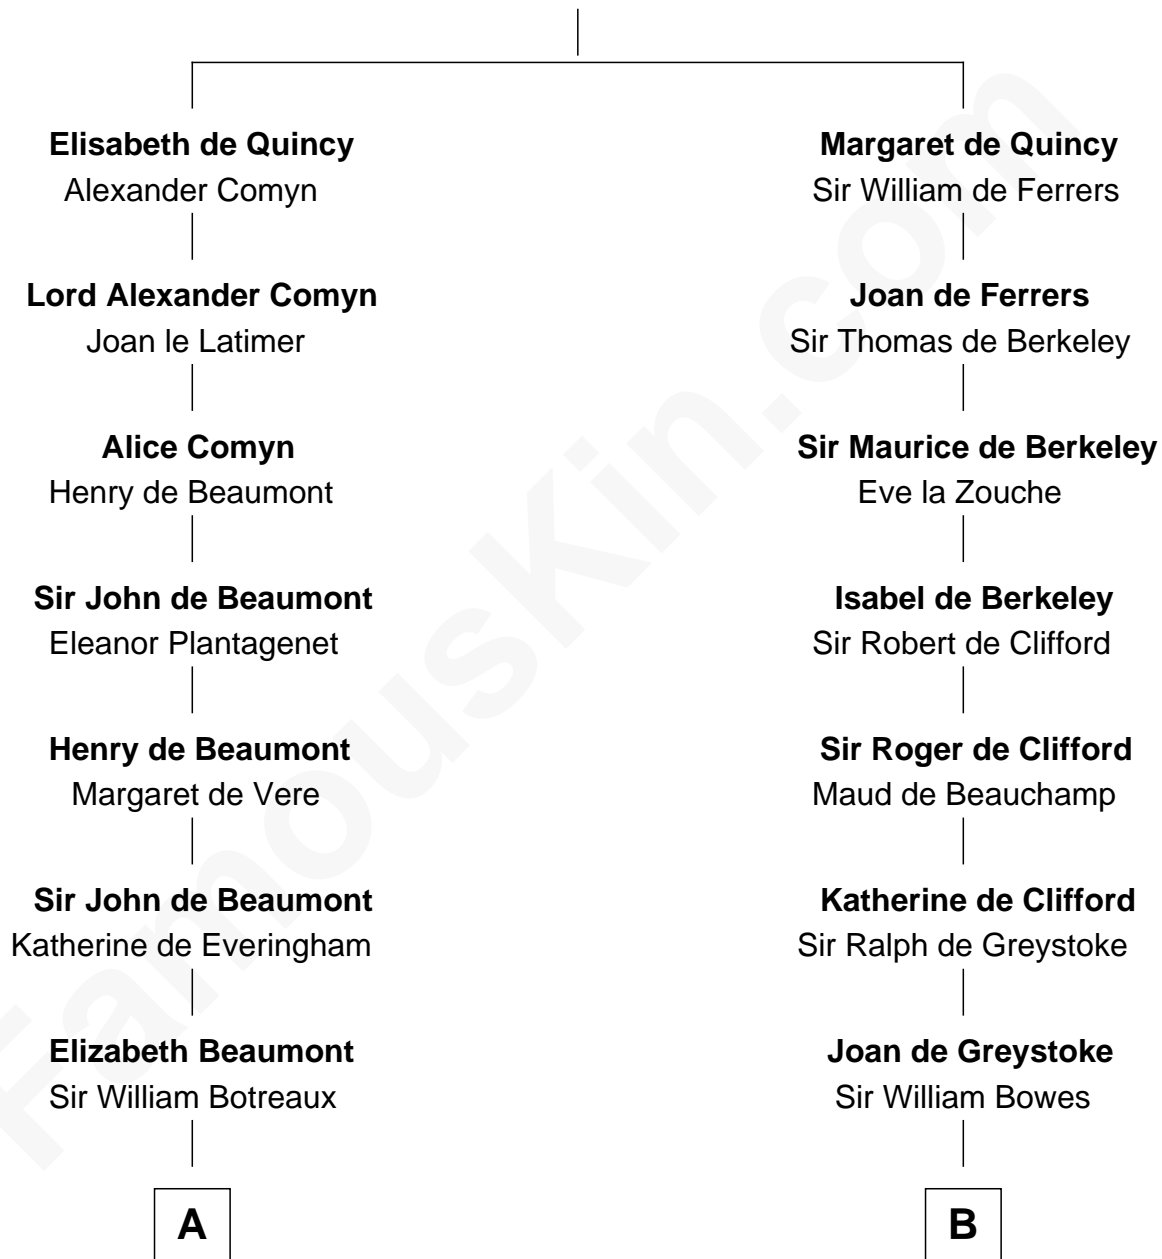 Elisabeth de Quincy
Alexander Comyn
Margaret de Quincy
Sir William de Ferrers
Lord Alexander Comyn
Joan le Latimer
Joan de Ferrers
Sir Thomas de Berkeley
Alice Comyn
Henry de Beaumont
Sir Maurice de Berkeley
Eve la Zouche
Sir John de Beaumont
Eleanor Plantagenet
Isabel de Berkeley
Sir Robert de Clifford
Henry de Beaumont
Margaret de Vere
Sir Roger de Clifford
Maud de Beauchamp
Sir John de Beaumont
Katherine de Everingham
Katherine de Clifford
Sir Ralph de Greystoke
Elizabeth Beaumont
Sir William Botreaux
Joan de Greystoke
Sir William Bowes
A
B
FamousKin.com